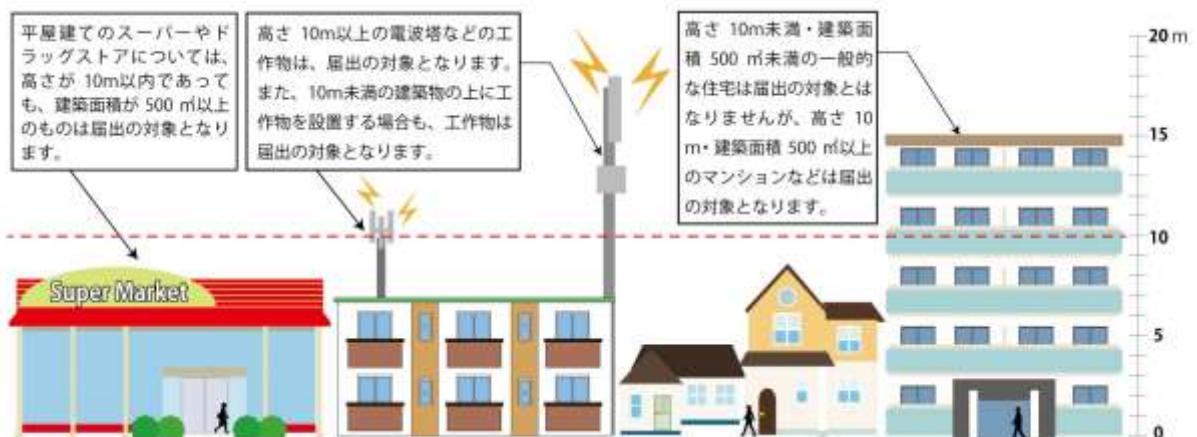 平屋建てのスーパーやド
ラッグストアについては、
高さが 10m以内であって
も、建築面積が 500 ㎡以上
のものは届出の対象となり
ます。
高さ 10m以上の電波塔などの工
作物は、届出の対象となります。
また、10m未満の建築物の上に工
作物を設置する場合も、工作物は
届出の対象となります。
高さ 10m未満・建築面
積 500 ㎡未満の一般的
な住宅は届出の対象とは
なりませんが、高さ 10
m・建築面積 500 ㎡以上
のマンションなどは届出
の対象となります。
20 m
15
10
5
0
Super Market